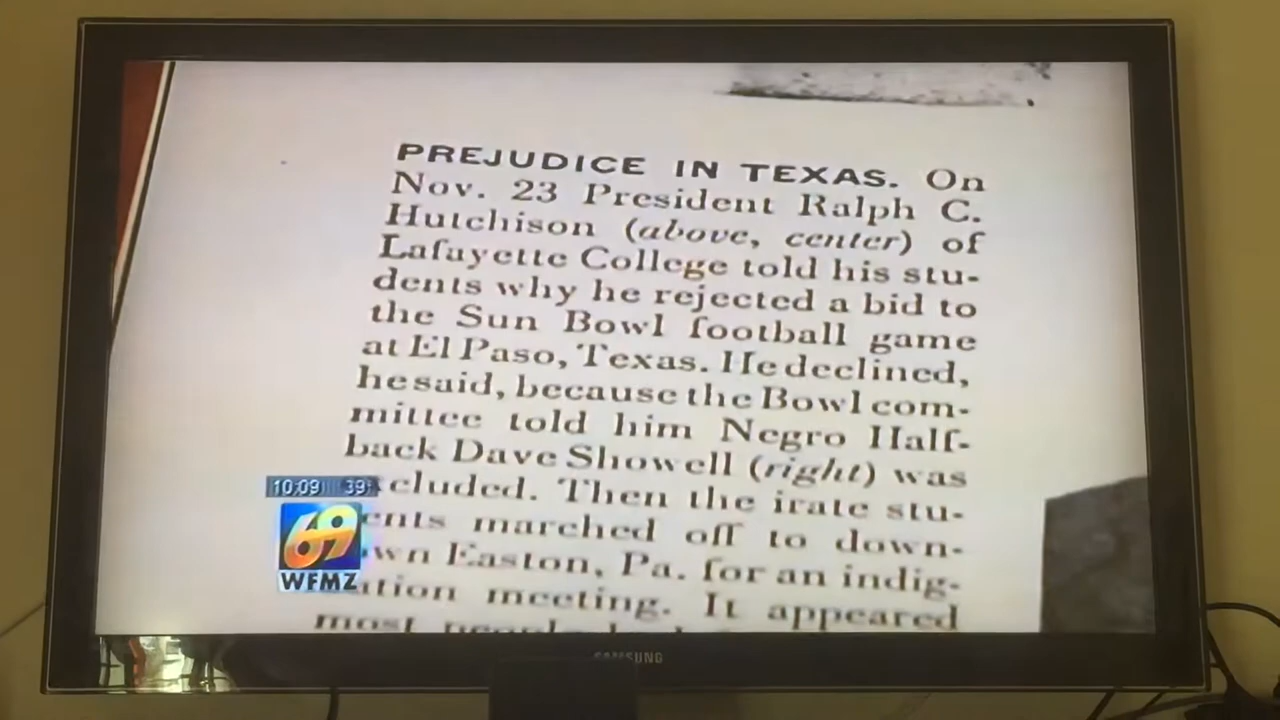 PREJUDICE IN TEXAS. On
Nov. 23 President Ralph C.
Hutchison (above, center) of
Lafayette College told his stu-
dents why he rejected a bid to
the Sun Bowl football game
at El Paso, Texas. He declined,
he said, because the Bowl com-
mittee told him Negro Half-
back Dave Showell (right) was
cluded. Then the irate stu-
ents marched off to down-
wn Easton, Pa. for an indig-
ation meeting. It appeared
most
10:09 39
69
WFMZ
SAMSUNG